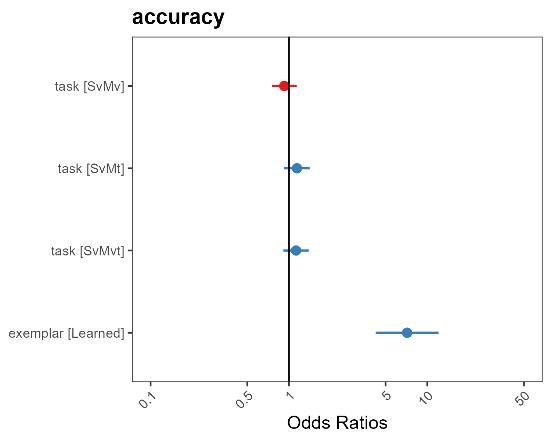 accuracy
task [SvMv]
task [SvMt]
task [SvMvt]
exemplar [Learned]
0.1
0.5
1
5
10
50
Odds Ratios